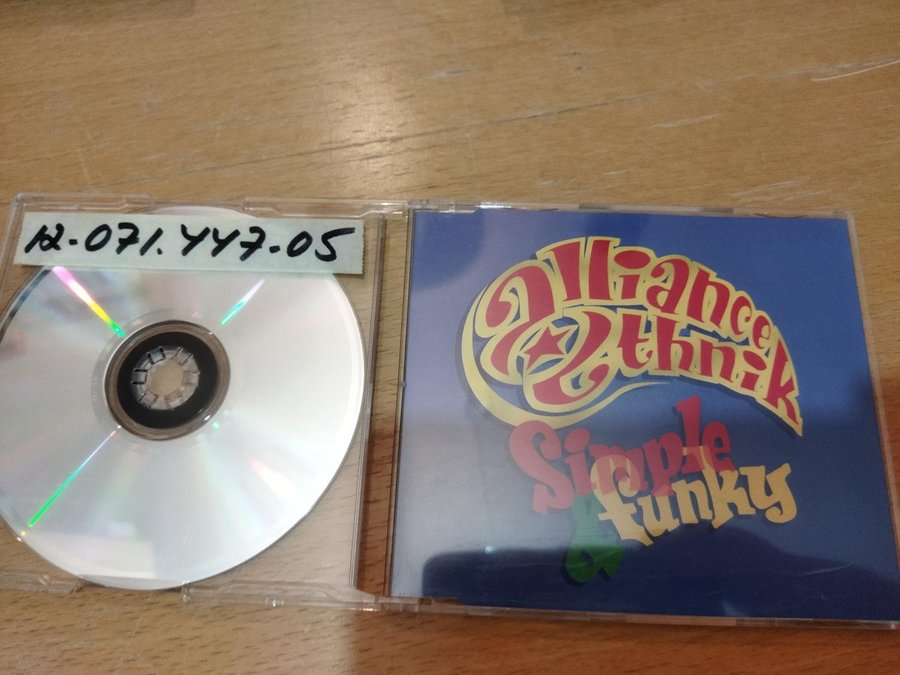 12-071.447-05
Alliance
Ethnik
Simple
& funky